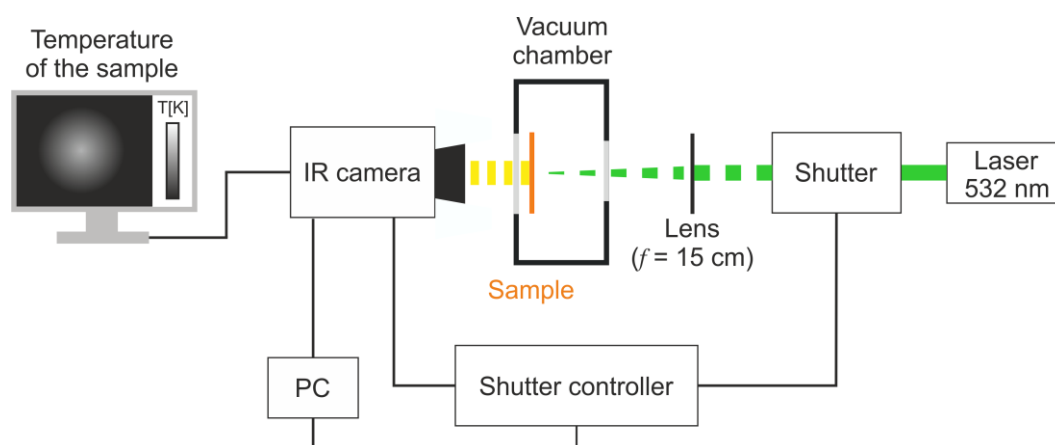 Temperature
of the sample
T[K]
IR camera
Vacuum
chamber
Sample
Lens
(f = 15 cm)
Shutter
Laser
532 nm
PC
Shutter controller